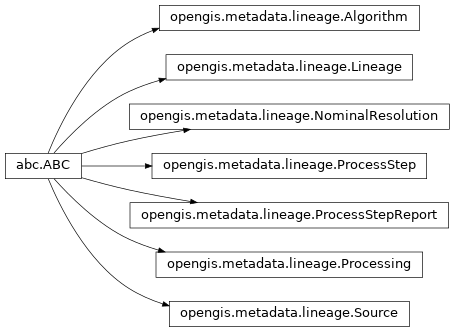 opengis.metadata.lineage.Algorithm
opengis.metadata.lineage.Lineage
opengis.metadata.lineage.NominalResolution
abc.ABC
opengis.metadata.lineage.ProcessStep
opengis.metadata.lineage.ProcessStepReport
opengis.metadata.lineage.Processing
opengis.metadata.lineage.Source